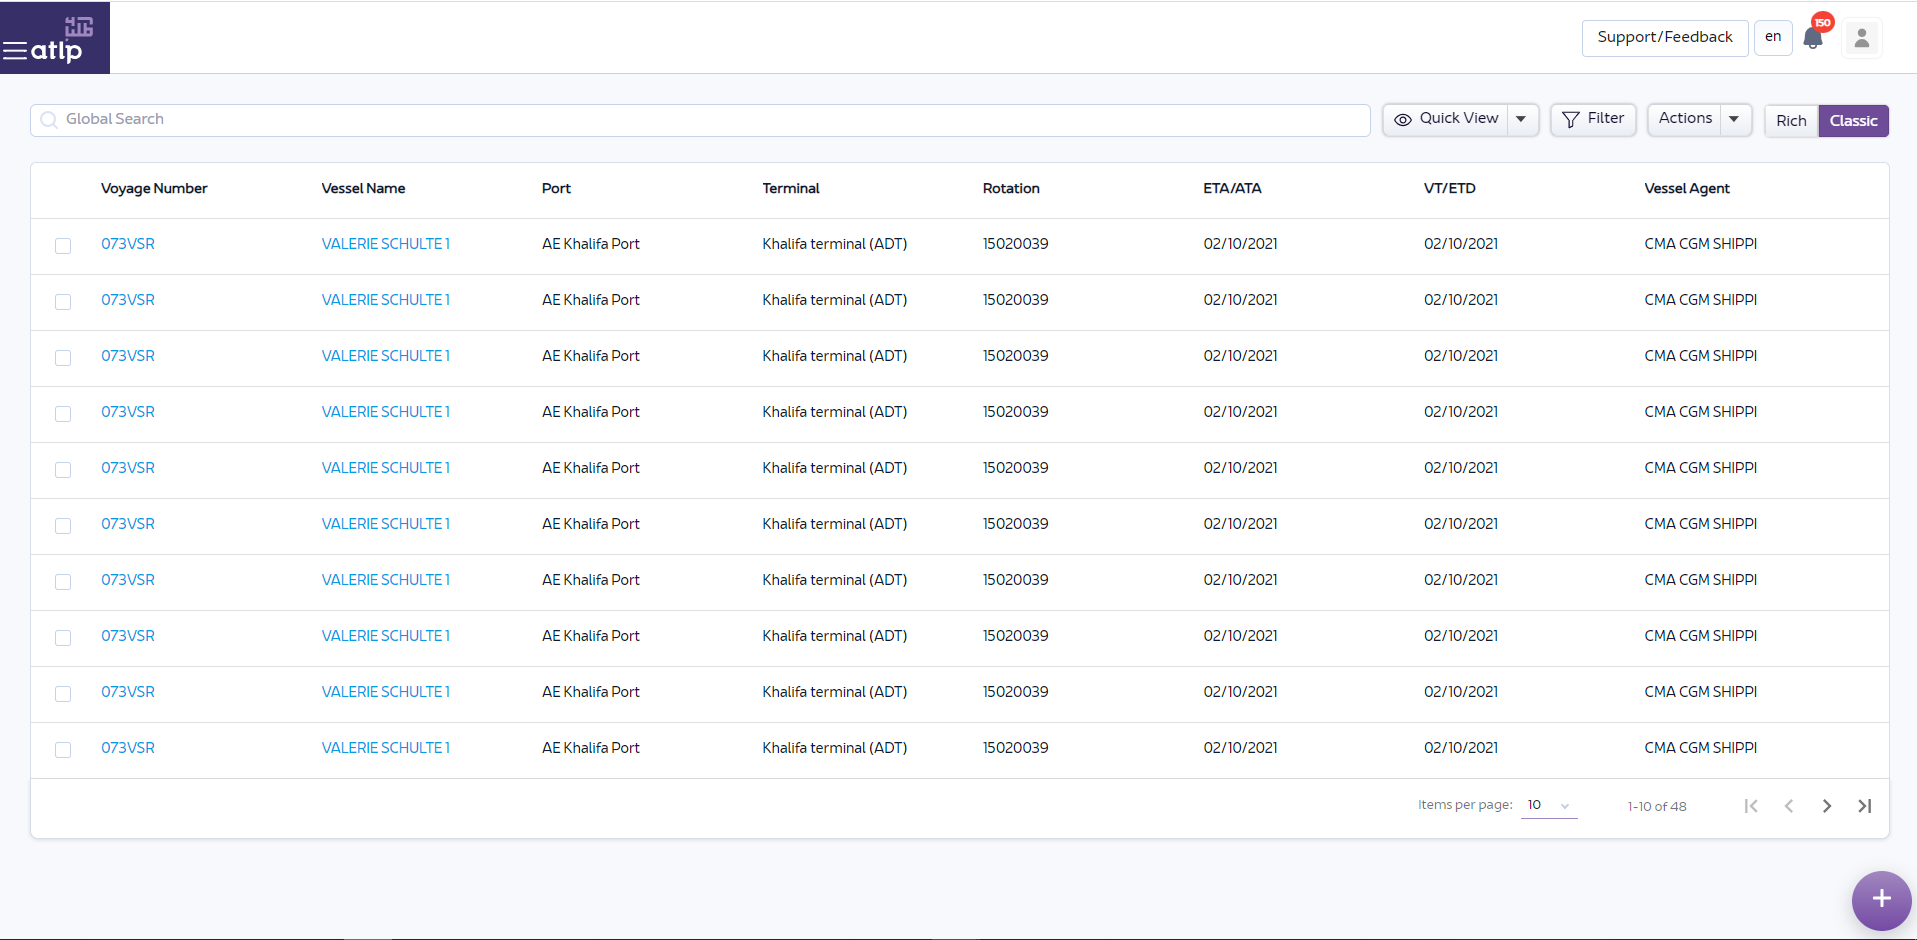 atlp
Support/Feedback
en
150
Global Search
Quick View
Filter
Actions
Rich
Classic
Voyage Number Vessel Name Port Terminal Rotation ETA/ATA VT/ETD Vessel Agent
073VSR VALERIE SCHULTE 1 AE Khalifa Port Khalifa terminal (ADT) 15020039 02/10/2021 02/10/2021 CMA CGM SHIPPI
073VSR VALERIE SCHULTE 1 AE Khalifa Port Khalifa terminal (ADT) 15020039 02/10/2021 02/10/2021 CMA CGM SHIPPI
073VSR VALERIE SCHULTE 1 AE Khalifa Port Khalifa terminal (ADT) 15020039 02/10/2021 02/10/2021 CMA CGM SHIPPI
073VSR VALERIE SCHULTE 1 AE Khalifa Port Khalifa terminal (ADT) 15020039 02/10/2021 02/10/2021 CMA CGM SHIPPI
073VSR VALERIE SCHULTE 1 AE Khalifa Port Khalifa terminal (ADT) 15020039 02/10/2021 02/10/2021 CMA CGM SHIPPI
073VSR VALERIE SCHULTE 1 AE Khalifa Port Khalifa terminal (ADT) 15020039 02/10/2021 02/10/2021 CMA CGM SHIPPI
073VSR VALERIE SCHULTE 1 AE Khalifa Port Khalifa terminal (ADT) 15020039 02/10/2021 02/10/2021 CMA CGM SHIPPI
073VSR VALERIE SCHULTE 1 AE Khalifa Port Khalifa terminal (ADT) 15020039 02/10/2021 02/10/2021 CMA CGM SHIPPI
073VSR VALERIE SCHULTE 1 AE Khalifa Port Khalifa terminal (ADT) 15020039 02/10/2021 02/10/2021 CMA CGM SHIPPI
073VSR VALERIE SCHULTE 1 AE Khalifa Port Khalifa terminal (ADT) 15020039 02/10/2021 02/10/2021 CMA CGM SHIPPI
Items per page: 10 1-10 of 48